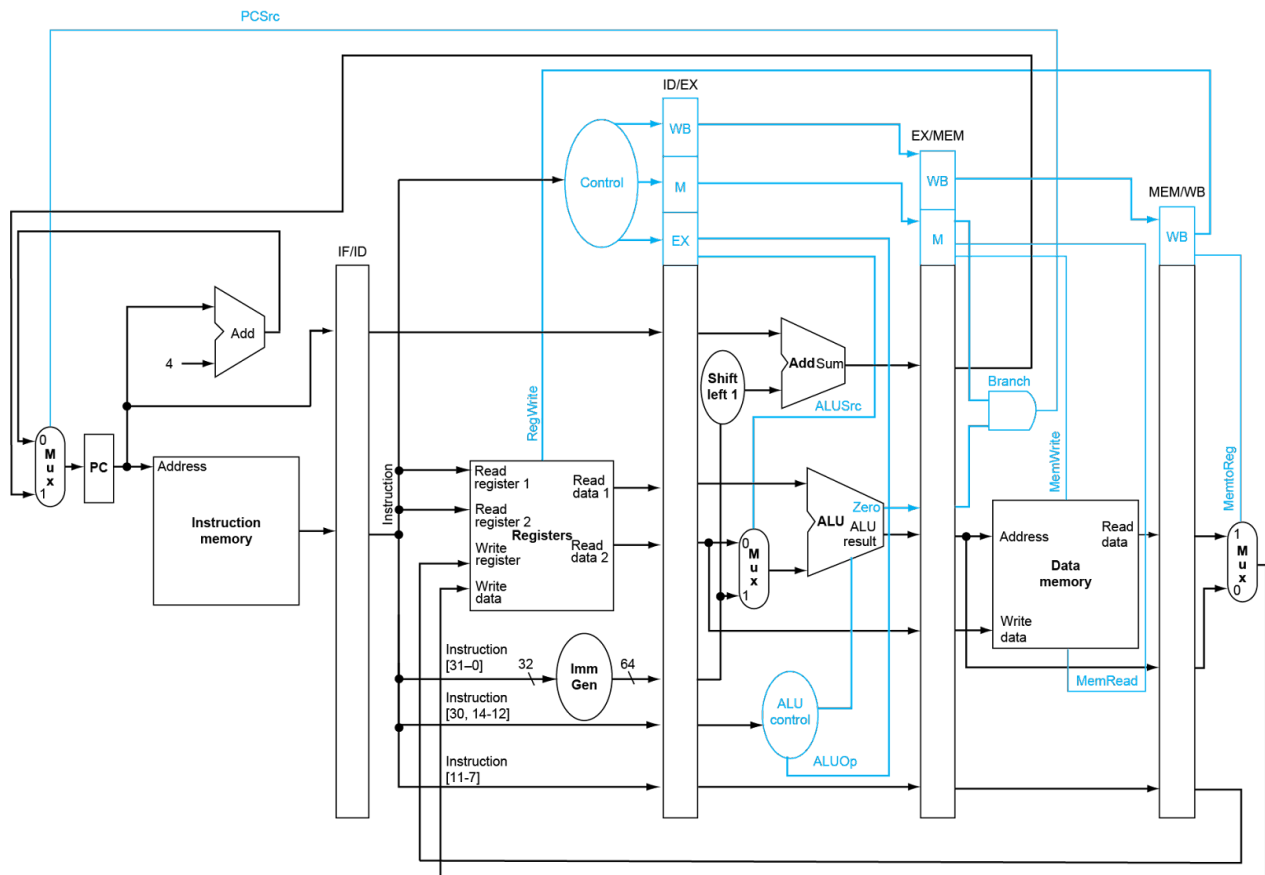 PCSrc
ID/EX
WB
EX/MEM
Control
M
WB
MEM/WB
EX
M
WB
IF/ID
Add
4
Add Sum
Shift
left 1
Branch
ALUSrc
RegWrite
MemWrite
MemtoReg
0
M
u
x
1
PC
Address
Instruction
memory
Instruction
Read
register 1
Read
register 2
Registers
Write
register
Write
data
Read
data 1
Read
data 2
0
M
u
x
1
Zero
ALU
ALU
result
Address
Read
data
Data
memory
Write
data
1
M
u
x
0
MemRead
Instruction
[31–0]
32
Imm
Gen
64
Instruction
[30, 14-12]
ALU
control
ALUOp
Instruction
[11-7]